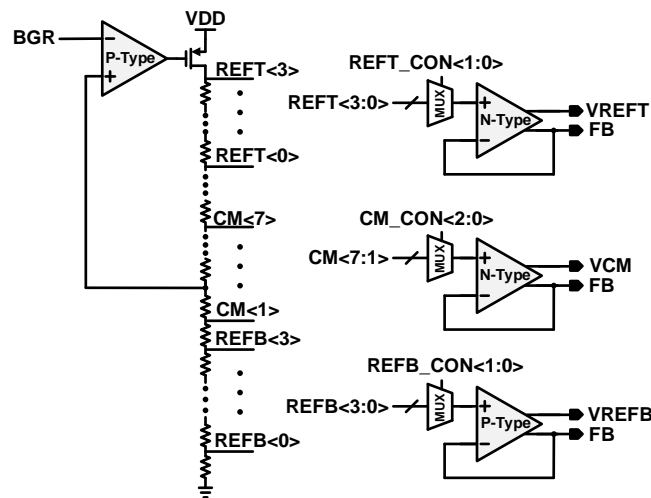 VDD
BGR
P-Type
REFT<3>
REFT<0>
CM<7>
CM<1>
REFB<3>
REFB<0>
REFT_CON<1:0>
REFT<3:0>
MUX
N-Type
VREFT
FB
CM_CON<2:0>
CM<7:1>
MUX
N-Type
VCM
FB
REFB_CON<1:0>
REFB<3:0>
MUX
P-Type
VREFB
FB